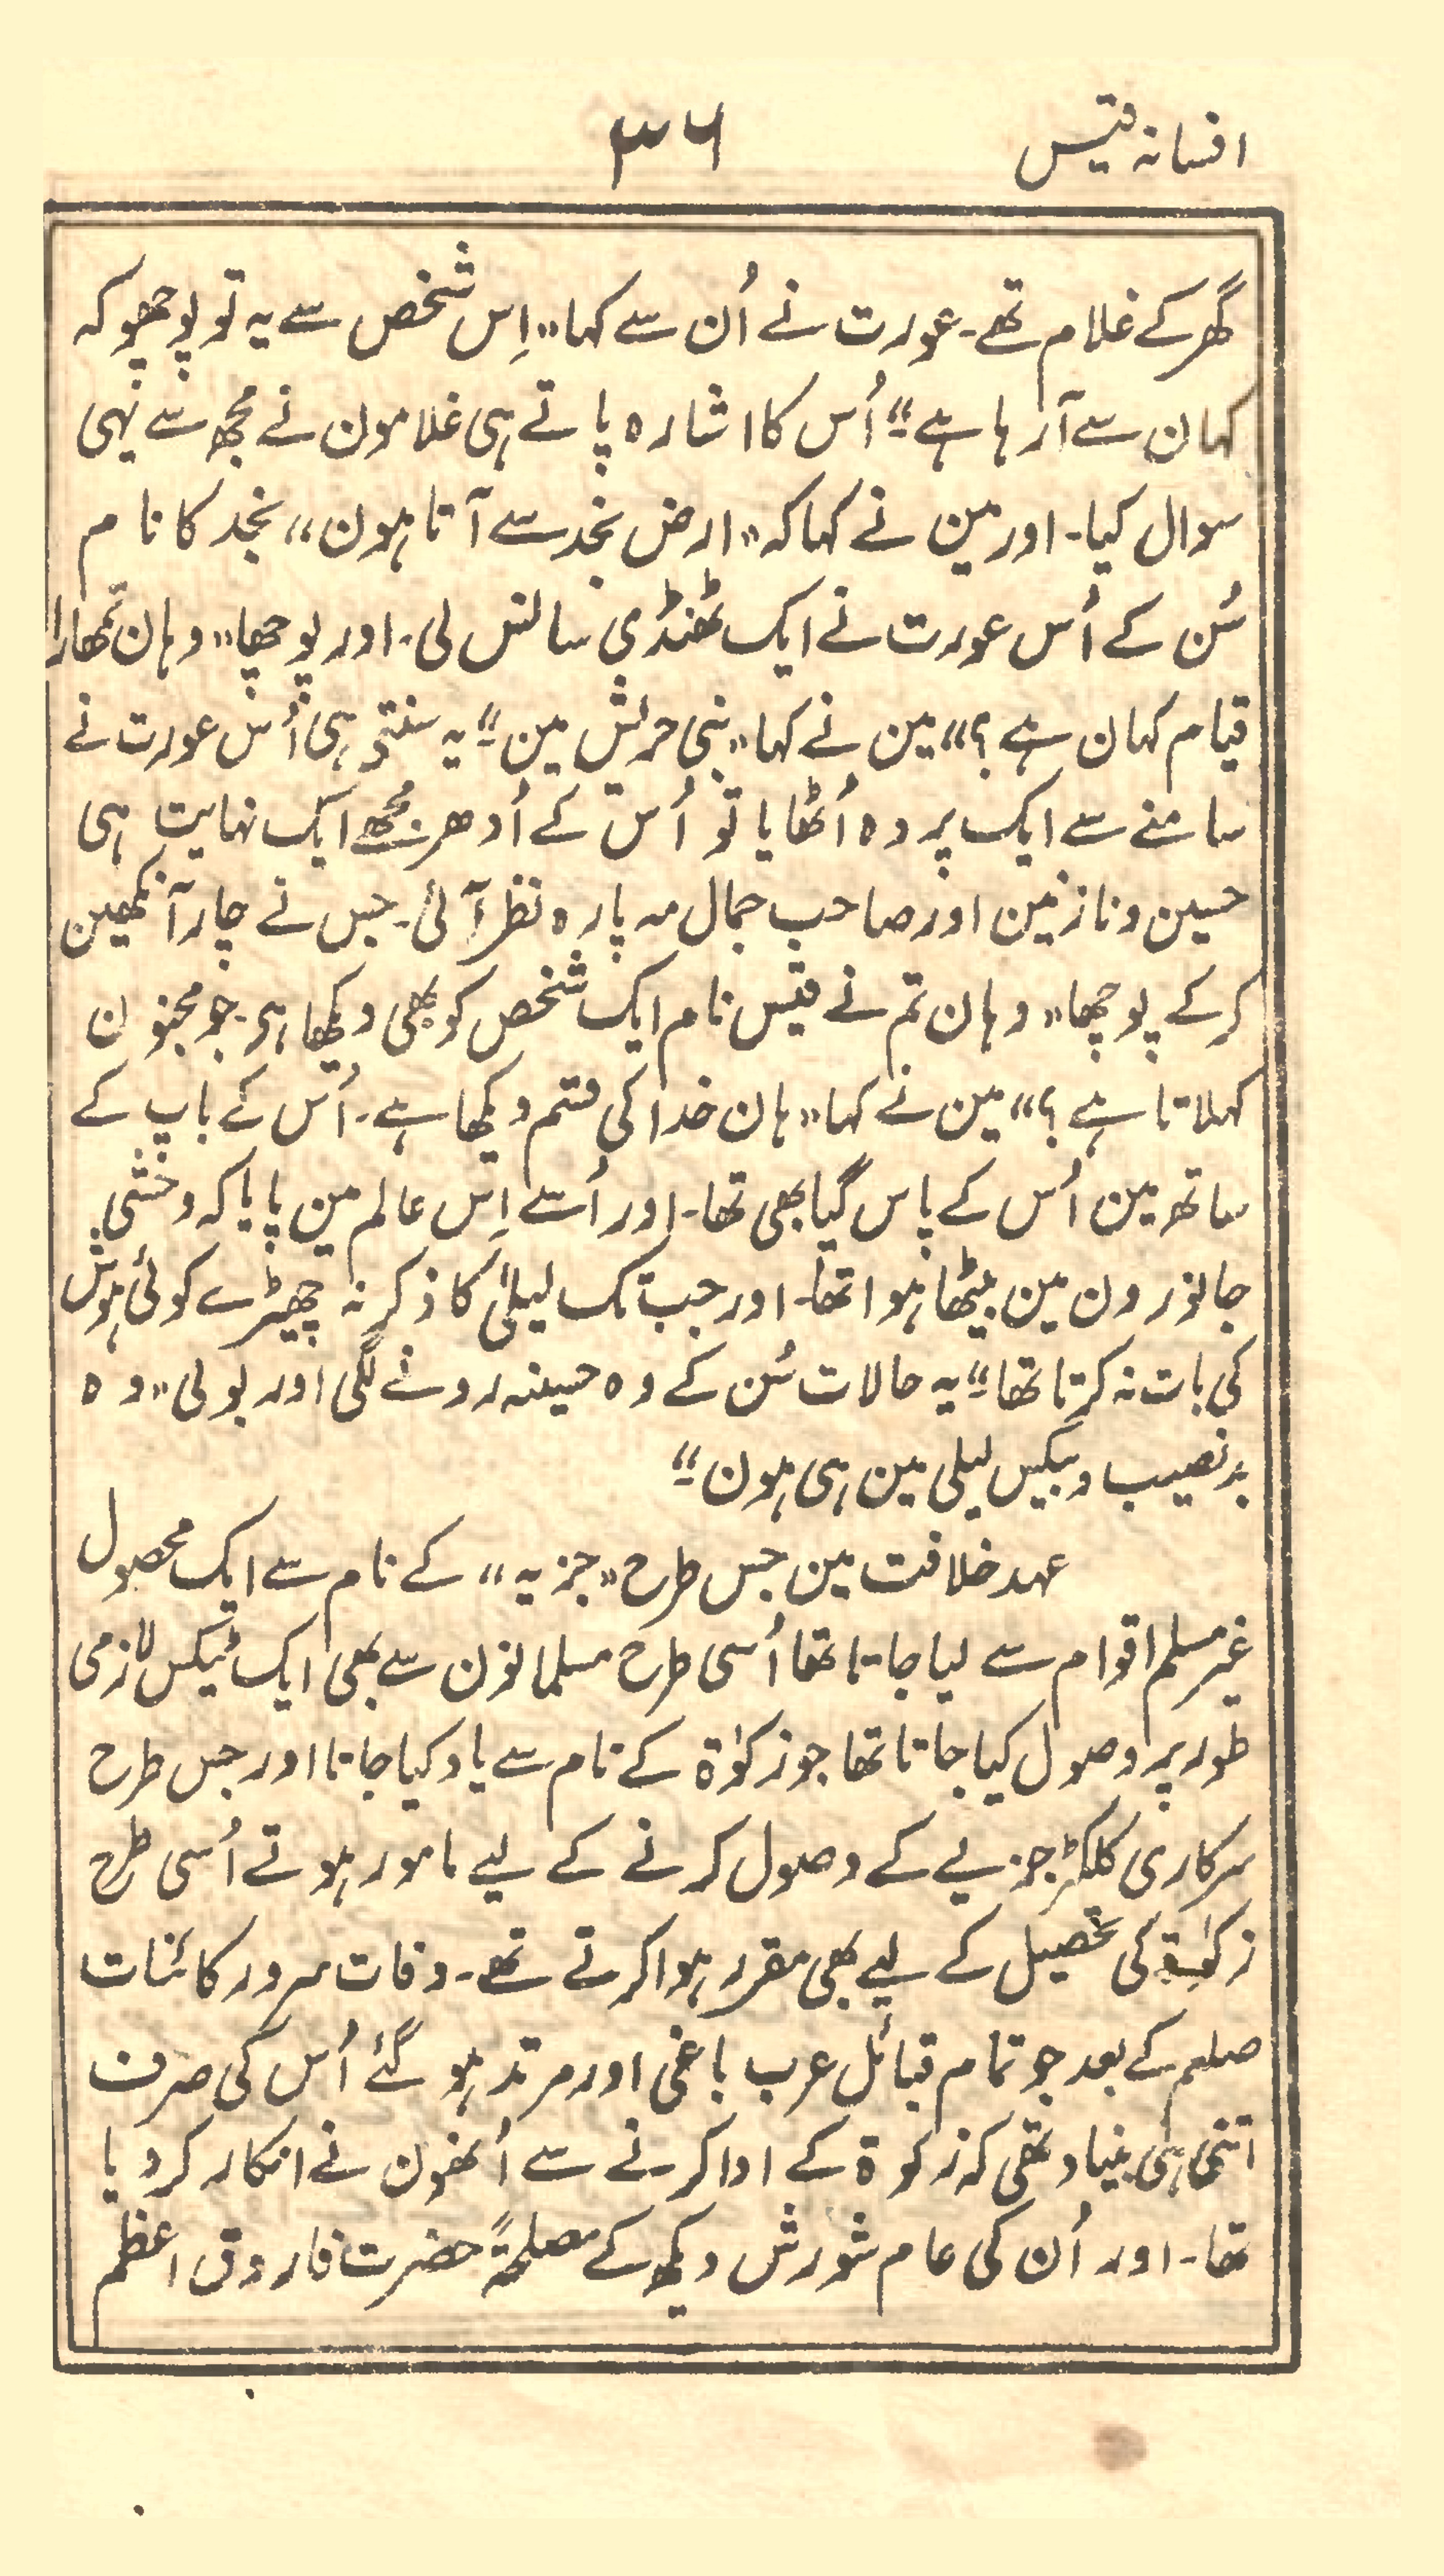 افسانہ قیس ۳۶
گھر کے غلام تھے۔ عورت نے اُن سے کہا "اِس شخص سے یہ تو پوچھو کہ
کہان سے آرہا ہے"۔ اُس کا اشارہ پاتے ہی غلامون نے مجھ سے یہی
سوال کیا۔ اور مین نے کہا کہ "ارض نجد سے آتا ہون" نجد کا نام
سُن کے اُس عورت نے ایک ٹھنڈی سانس لی۔ اور پوچھا "وہان تمھارا
قیام کہان ہے؟" مین نے کہا "بنی حریش مین"۔ یہ سنتے ہی اُس عورت نے
سامنے سے ایک پردہ اُٹھایا تو اُس کے اُدھر مجھے ایک نہایت ہی
حسین و نازنین اور صاحب جمال مہ پارہ نظر آئی۔ جس نے چار آنکھین
کرکے پوچھا "وہان تم نے قیس نام ایک شخص کو بھی دیکھا ہی۔ جو مجنون
کہلاتا ہے؟" مین نے کہا "ہان خدا کی قسم دیکھا ہے۔ اُس کے باپ کے
ساتھ مین اُس کے پاس گیا بھی تھا۔ اور اُسے اِس عالم مین پایا کہ وحشی
جانورون مین بیٹھا ہوا تھا۔ اور جب تک لیلیٰ کا ذکر نہ چھیڑے کوئی ہوش
کی بات نہ کرتا تھا"۔ یہ حالات سُن کے وہ حسینہ رونے لگی اور بولی "وہ
بدنصیب و بیکس لیلی مین ہی ہون"۔
عہد خلافت مین جس طرح "جزیہ" کے نام سے ایک محصول
غیر مسلم اقوام سے لیا جاتا تھا اُسی طرح مسلمانون سے بھی ایک ٹیکس لازمی
طور پر وصول کیا جاتا تھا جو زکوٰۃ کے نام سے یاد کیا جاتا اور جس طرح
سرکاری کلکٹر جزیے کے وصول کرنے کے لیے مامور ہوتے اُسی طرح
زکوٰۃ کی تحصیل کے لیے بھی مقرر ہوا کرتے تھے۔ وفات سرور کائنات
صلعم کے بعد جو تمام قبائل عرب باغی اور مرتد ہو گئے اُس کی صرف
اتنی ہی بنیاد تھی کہ زکوۃ کے ادا کرنے سے اُنھون نے انکار کردیا
تھا۔ اور اُن کی عام شورش دیکھ کے مصلحۃً حضرت فاروق اعظم